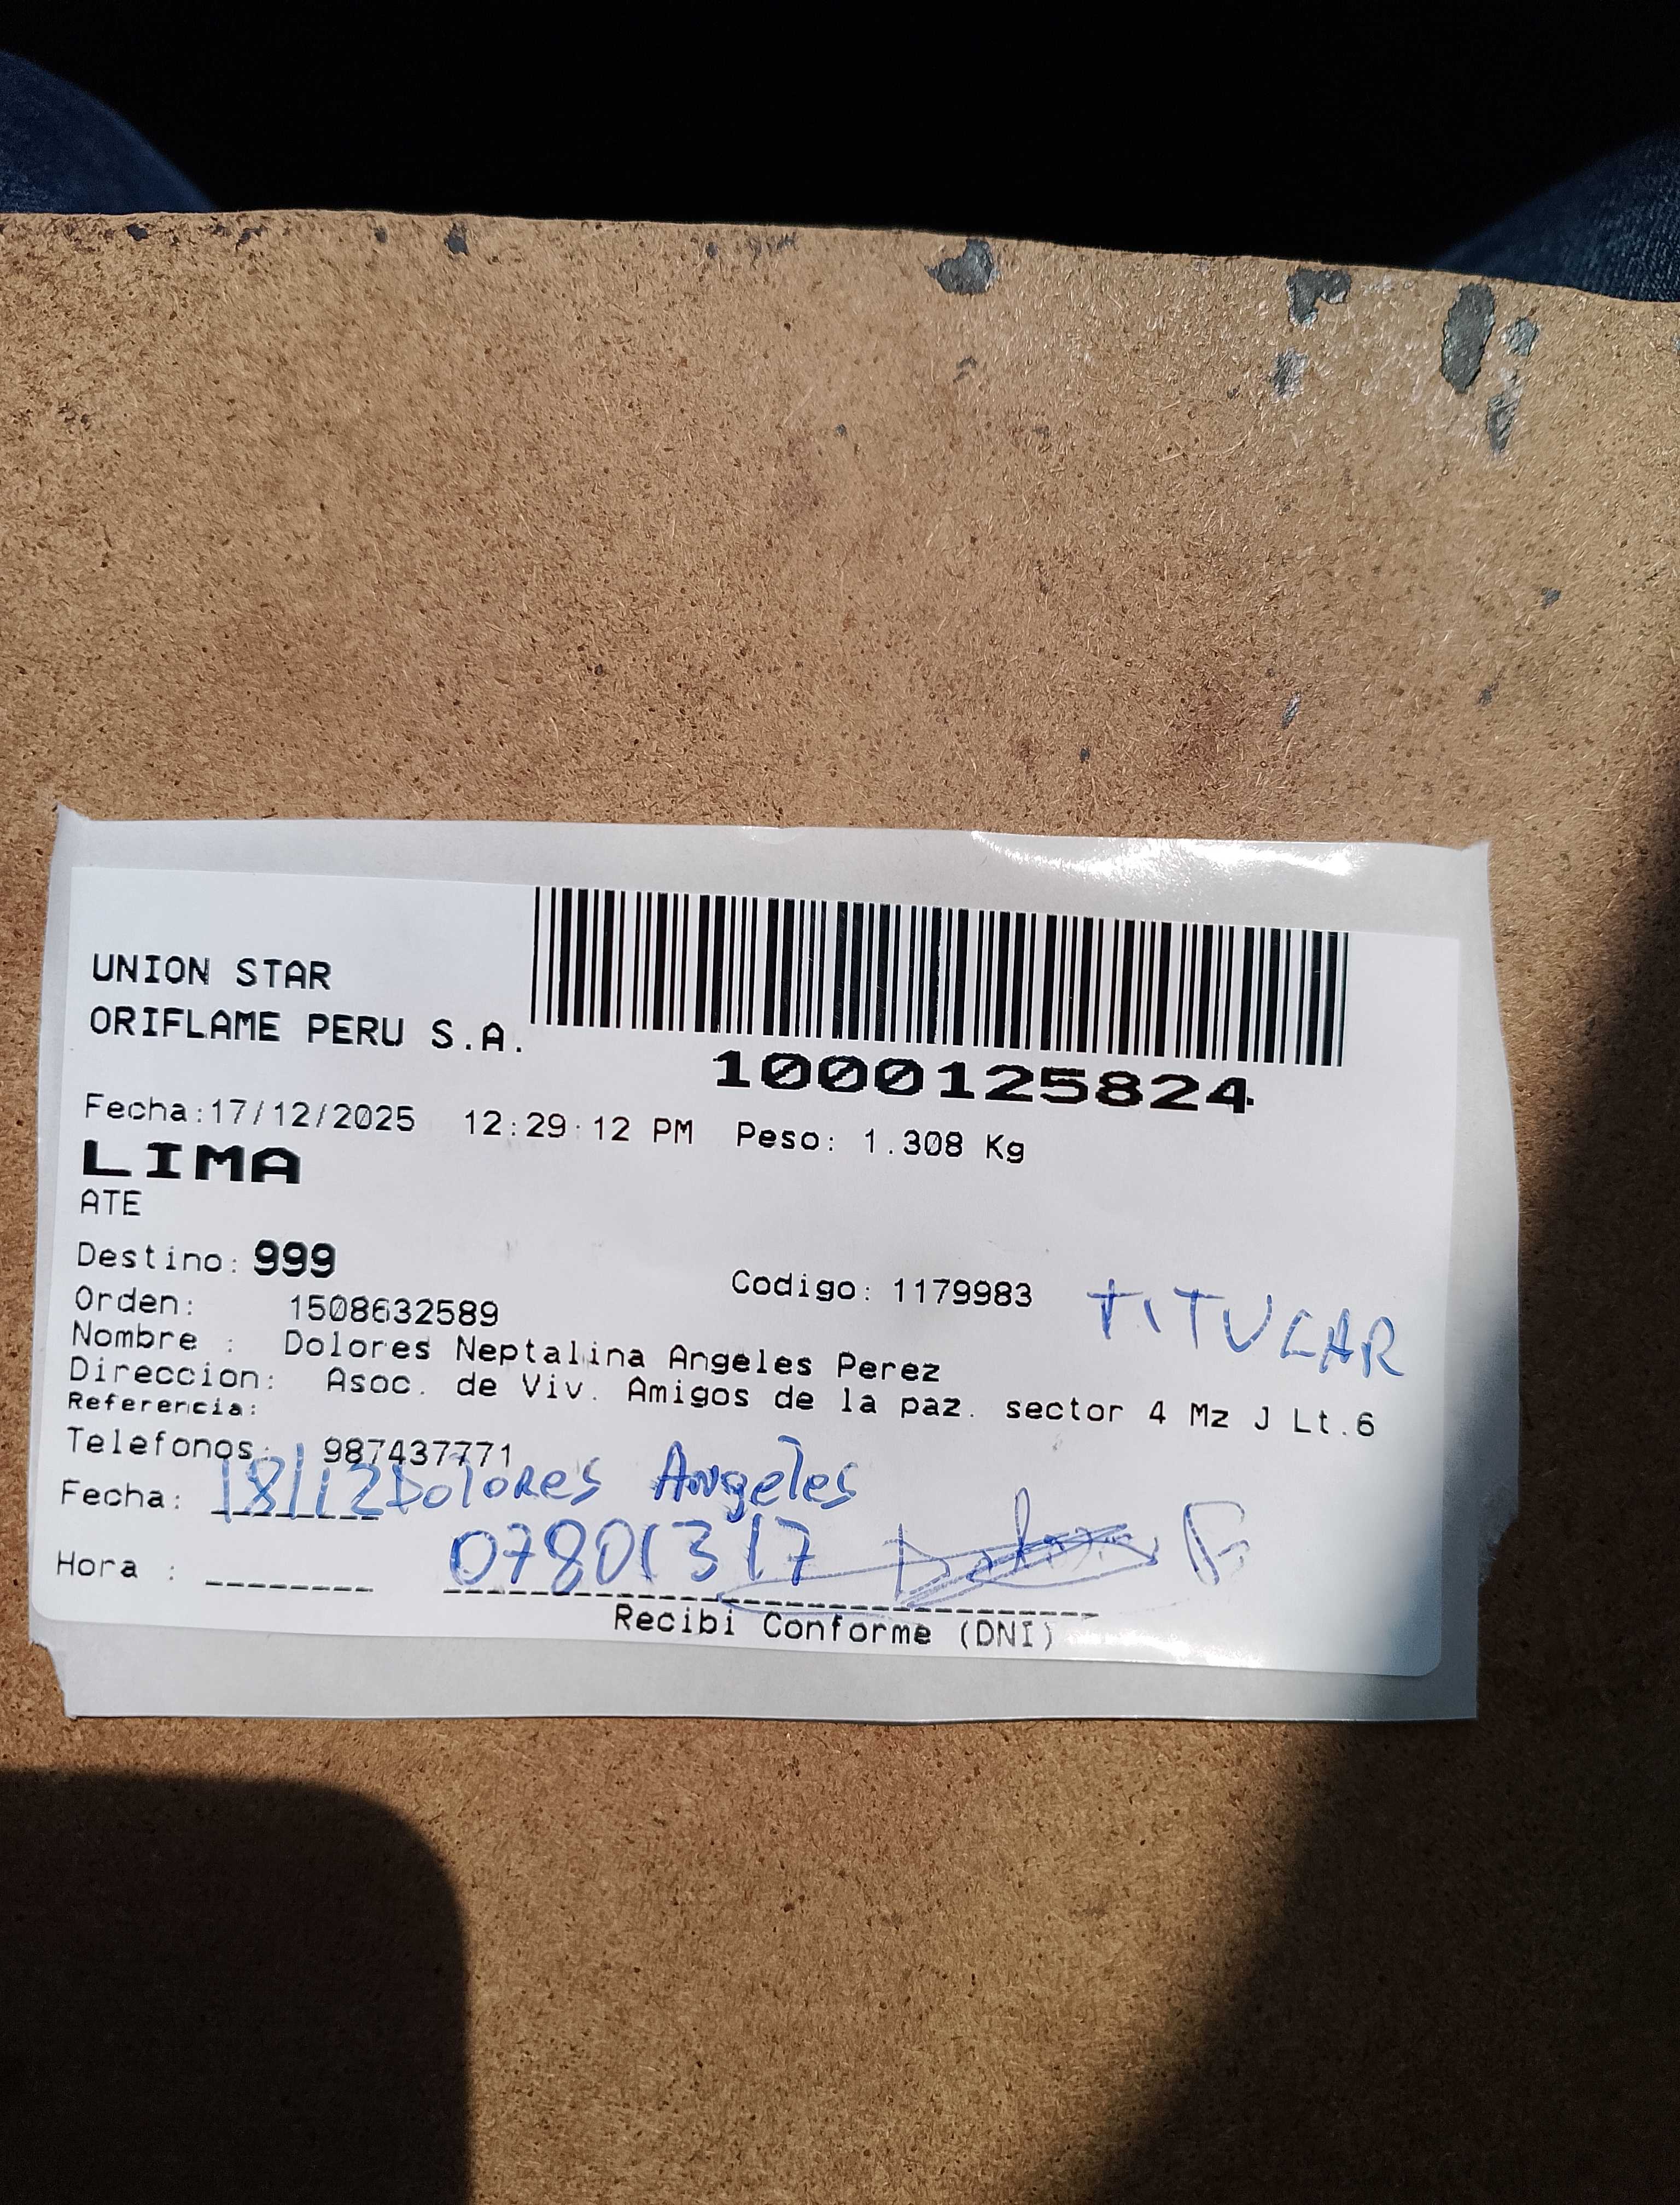 UNION STAR
ORIFLAME PERU S.A.
1000125824
Fecha:17/12/2025 12:29:12 PM Peso: 1.308 Kg
LIMA
ATE
Destino: 999
Codigo: 1179983 TITULAR
Orden: 1508632589
Nombre : Dolores Neptalina Angeles Perez
Direccion: Asoc. de Viv. Amigos de la paz. sector 4 Mz J Lt.6
Referencia:
Telefonos: 987437771
Fecha: 18/12 Dolores Angeles
Hora : 07801317
Recibi Conforme (DNI)